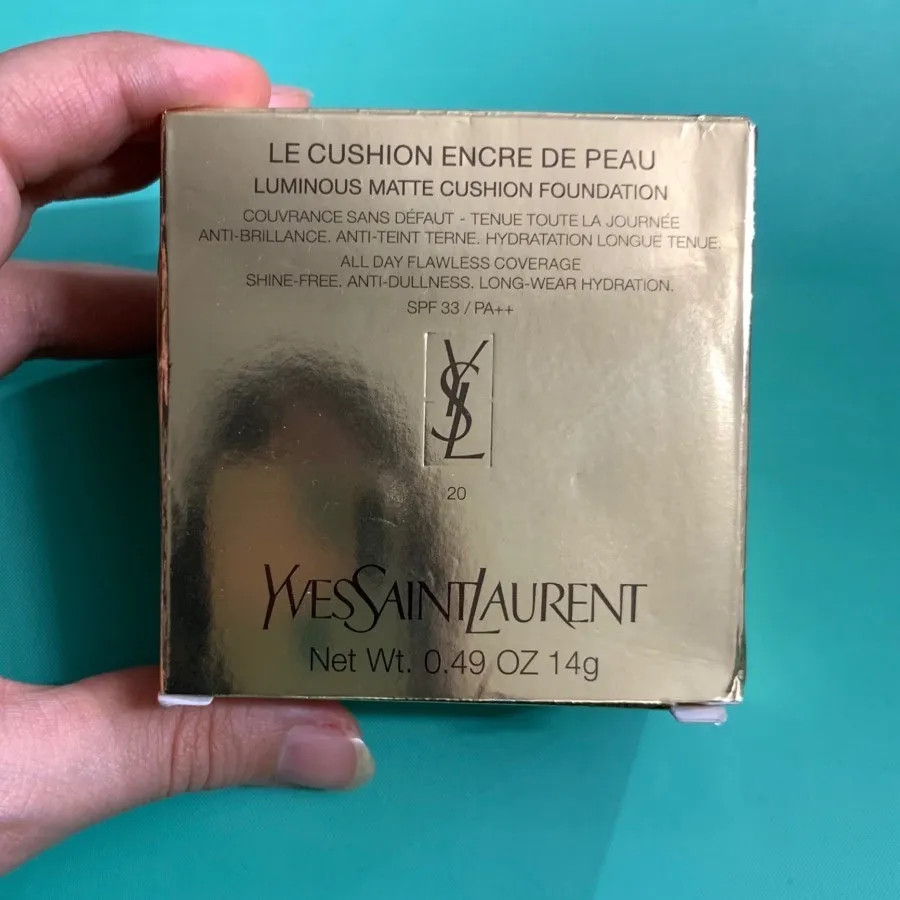 LE CUSHION ENCRE DE PEAU
LUMINOUS MATTE CUSHION FOUNDATION
COUVRANCE SANS DÉFAUT - TENUE TOUTE LA JOURNÉE
ANTI-BRILLANCE. ANTI-TEINT TERNE. HYDRATATION LONGUE TENUE.
ALL DAY FLAWLESS COVERAGE
SHINE-FREE. ANTI-DULLNESS. LONG-WEAR HYDRATION.
SPF 33 / PA++
YSL
20
YVESSAINTLAURENT
Net Wt. 0.49 OZ 14g